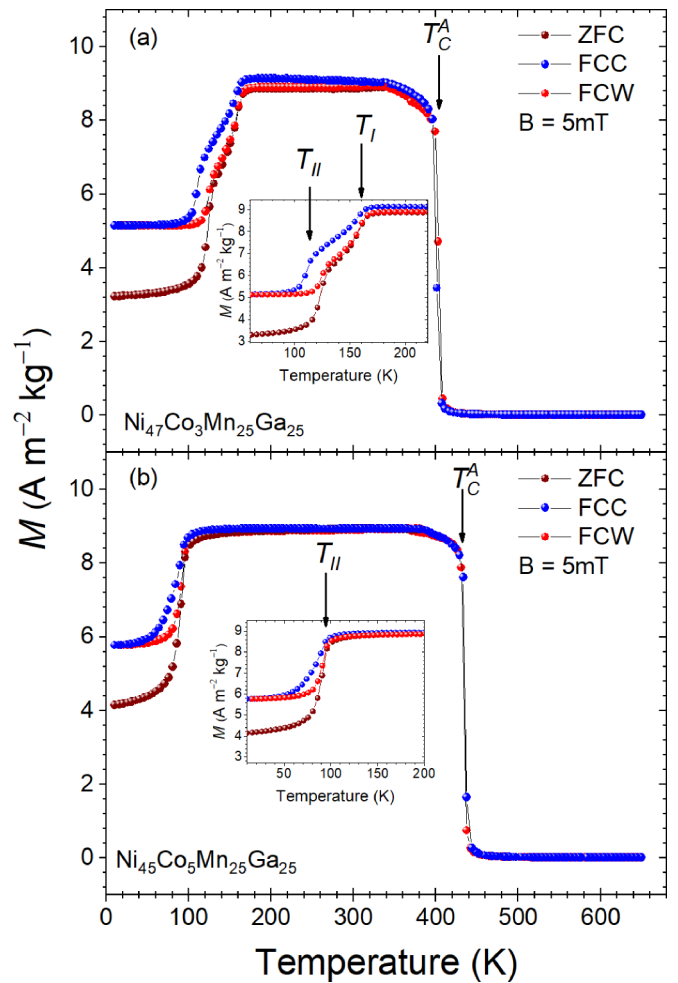 (a)
T_C^A
ZFC
FCC
FCW
B = 5mT
10
8
6
4
2
0
T_II
T_I
M (A m⁻² kg⁻¹)
9
8
7
6
5
4
3
100 150 200
Temperature (K)
Ni₄₇Co₃Mn₂₅Ga₂₅
M (A m⁻² kg⁻¹)
(b)
T_C^A
ZFC
FCC
FCW
B = 5mT
10
8
6
4
2
0
T_II
M (A m⁻² kg⁻¹)
9
8
7
6
5
4
3
50 100 150 200
Temperature (K)
Ni₄₅Co₅Mn₂₅Ga₂₅
0 100 200 300 400 500 600
Temperature (K)